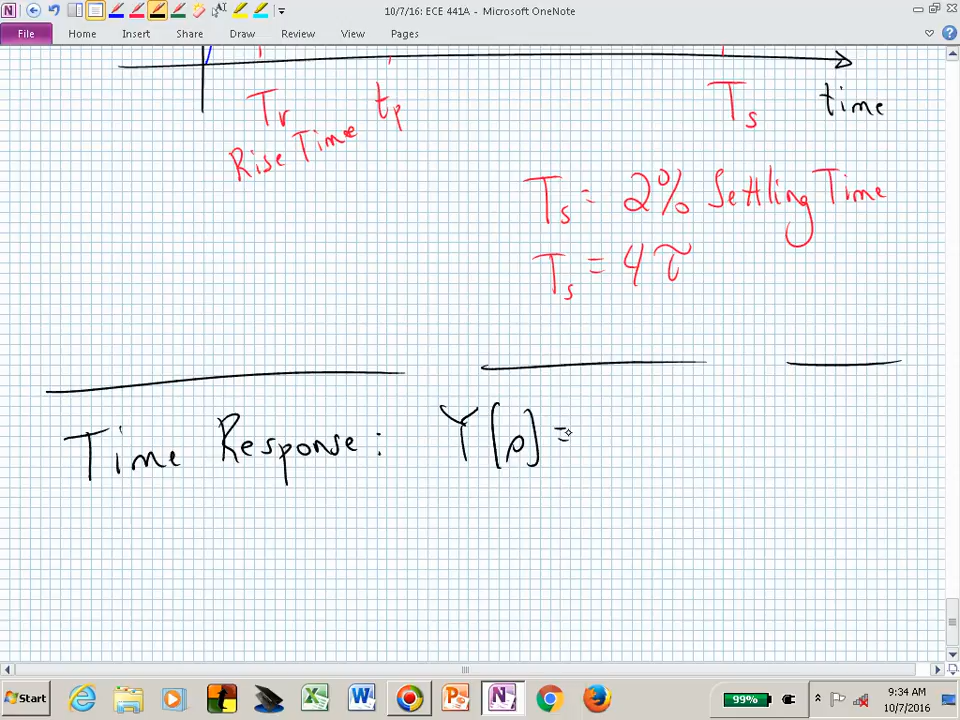 10/7/16: ECE 441A - Microsoft OneNote
File Home Insert Share Draw Review View Pages
Tr tp Ts time
Rise Time
Ts = 2% Settling Time
Ts = 4τ
Time Response: Y(s) =
Start 99% 9:34 AM
10/7/2016